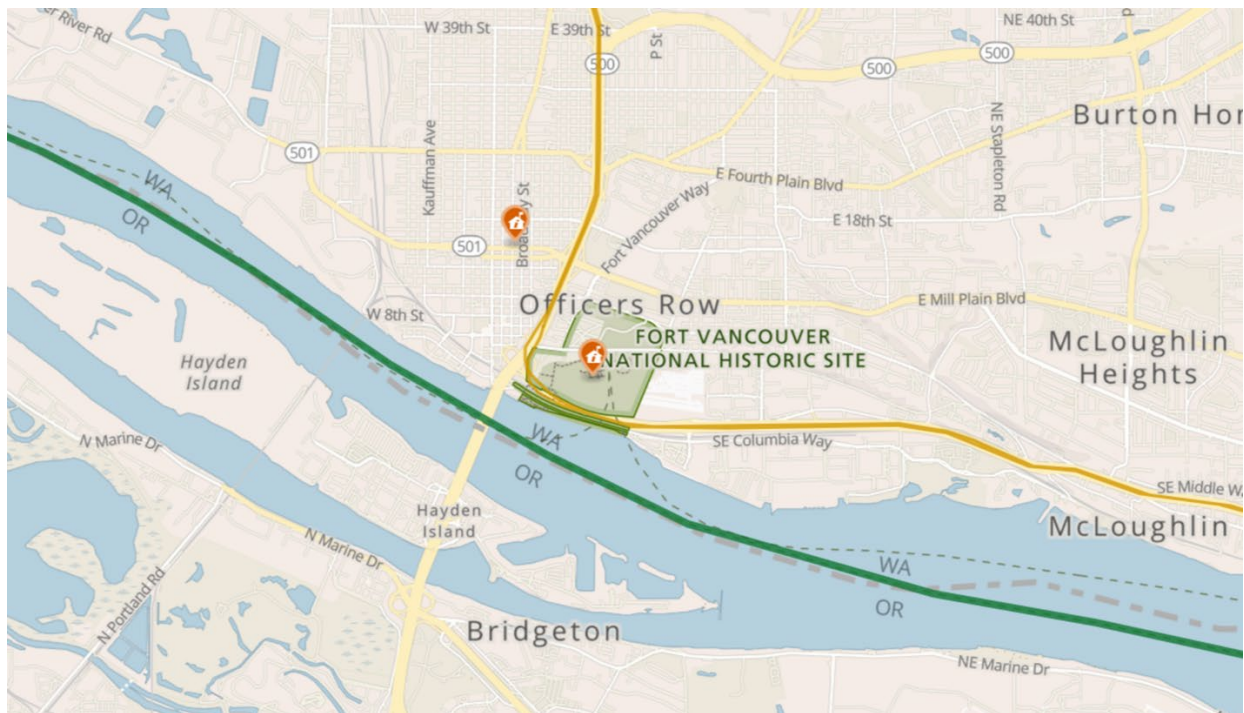 er River Rd
W 39th St
E 39th St
P St
NE 40th St
500
500
500
Burton Hom
501
Kauffman Ave
NE Stapleton Rd
WA
OR
E Fourth Plain Blvd
Fort Vancouver Way
E 18th St
501
E Mill Plain Blvd
Officers Row
W 8th St
FORT VANCOUVER
NATIONAL HISTORIC SITE
McLoughlin
Heights
Hayden
Island
WA
OR
SE Columbia Way
N Marine Dr
SE Middle Wa
Hayden
Island
McLoughlin
N Marine Dr
WA
OR
N Portland Rd
Bridgeton
NE Marine Dr